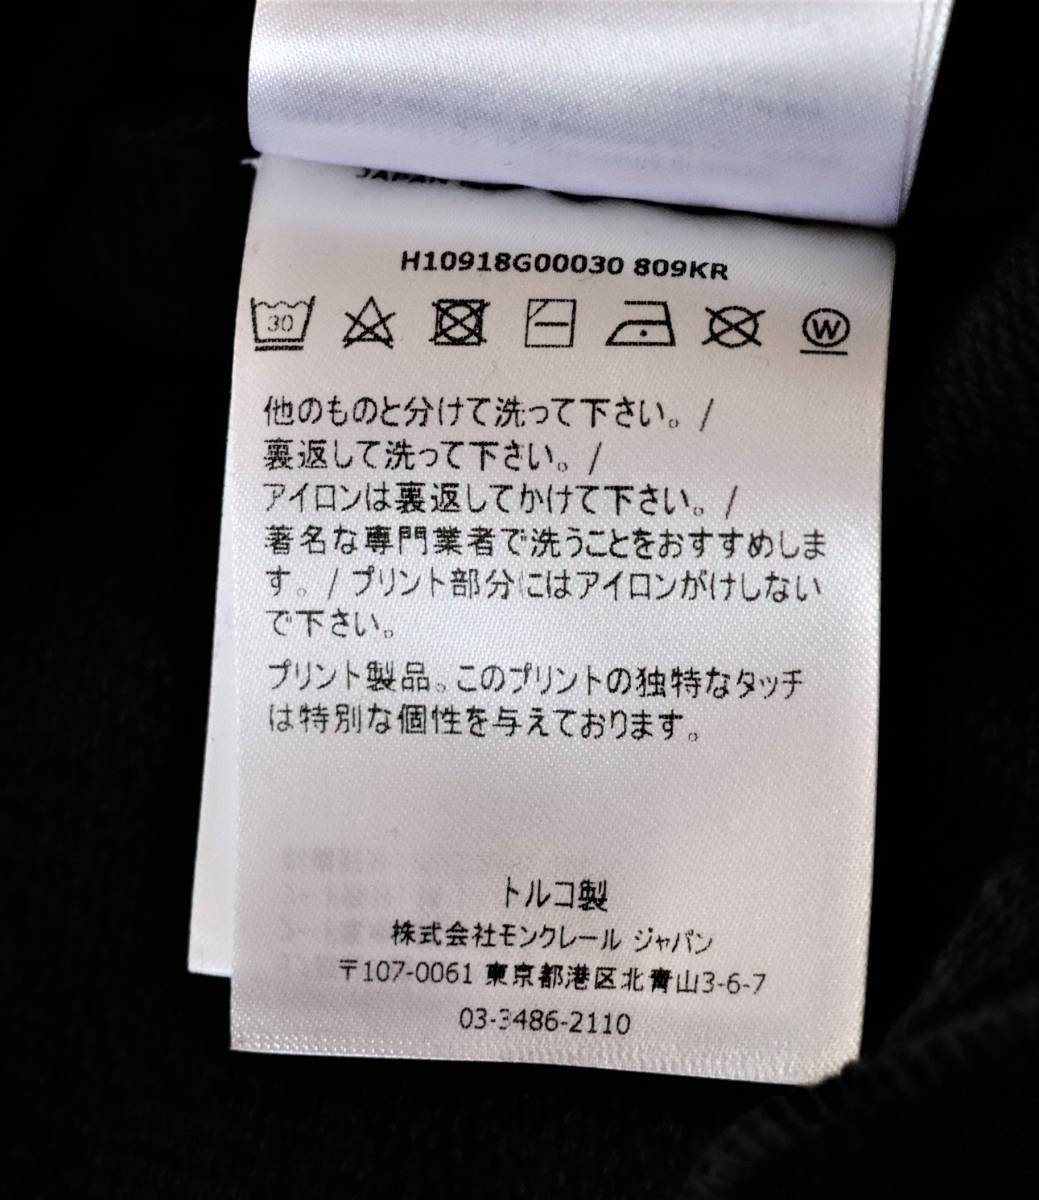 JAPAN
H10918G00030 809KR
30
W
他のものと分けて洗って下さい。/
裏返して洗って下さい。/
アイロンは裏返してかけて下さい。/
著名な専門業者で洗うことをおすすめしま
す。/ プリント部分にはアイロンがけしない
で下さい。
プリント製品。このプリントの独特なタッチ
は特別な個性を与えております。
トルコ製
株式会社モンクレール ジャパン
〒107-0061 東京都港区北青山3-6-7
03-3486-2110